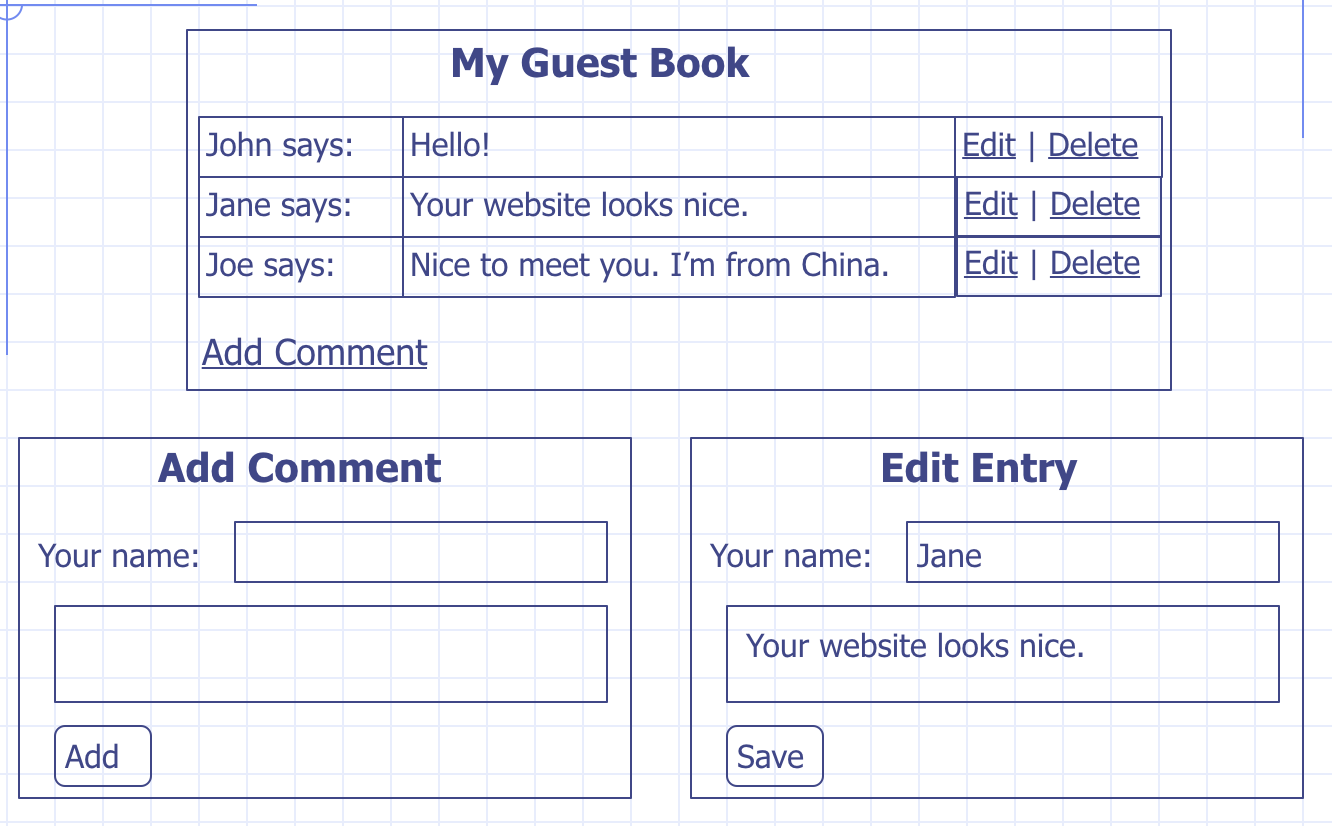 My Guest Book
John says: Hello! Edit | Delete
Jane says: Your website looks nice. Edit | Delete
Joe says: Nice to meet you. I’m from China. Edit | Delete
Add Comment
Add Comment
Your name:
Add
Edit Entry
Your name: Jane
Your website looks nice.
Save